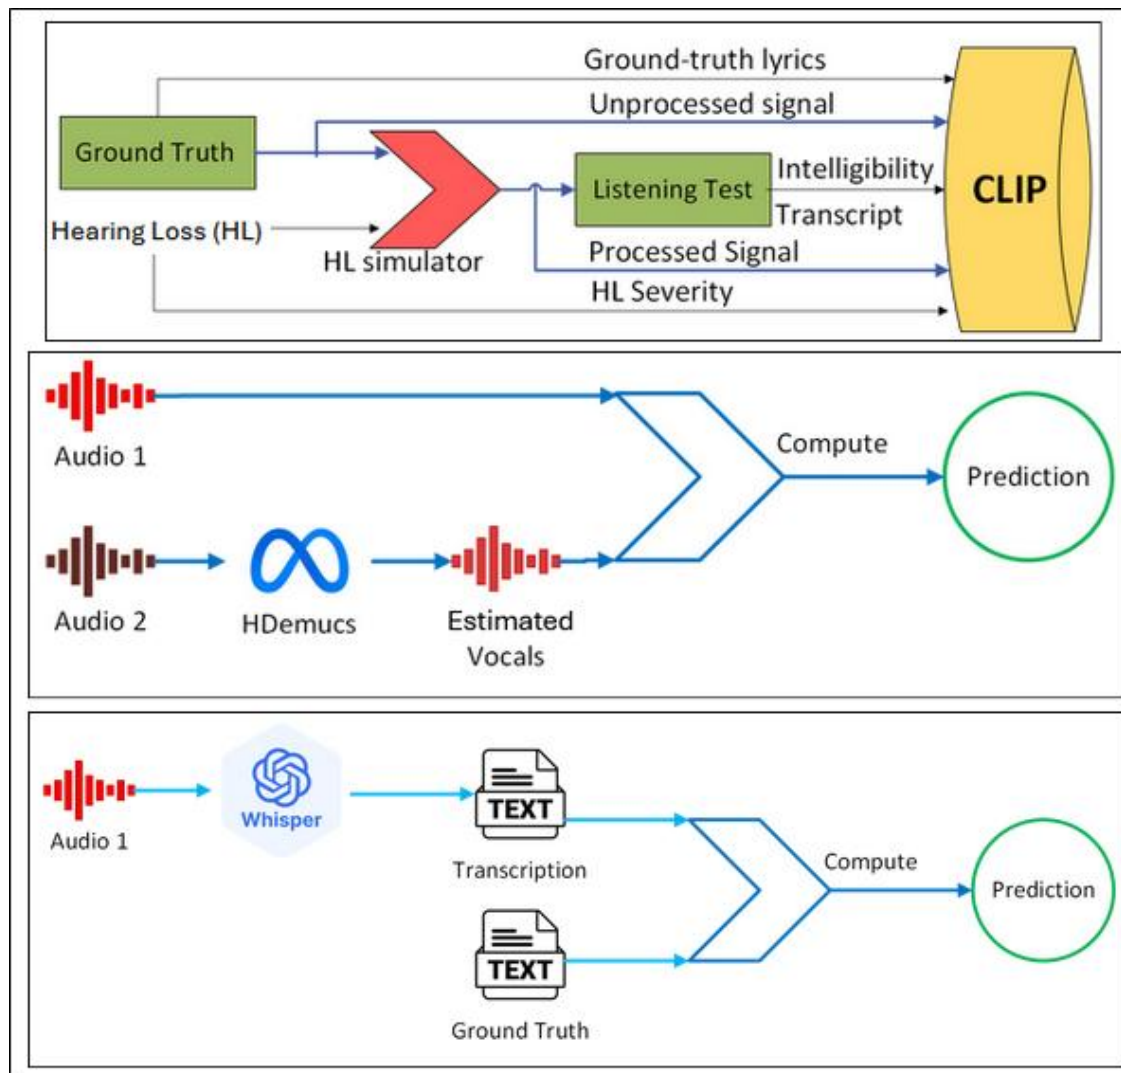 Ground-truth lyrics
Unprocessed signal
Ground Truth
Listening Test
Intelligibility
Transcript
CLIP
Hearing Loss (HL)
HL simulator
Processed Signal
HL Severity
Audio 1
Compute
Prediction
Audio 2
HDemucs
Estimated
Vocals
Whisper
TEXT
Audio 1
Transcription
Compute
Prediction
TEXT
Ground Truth